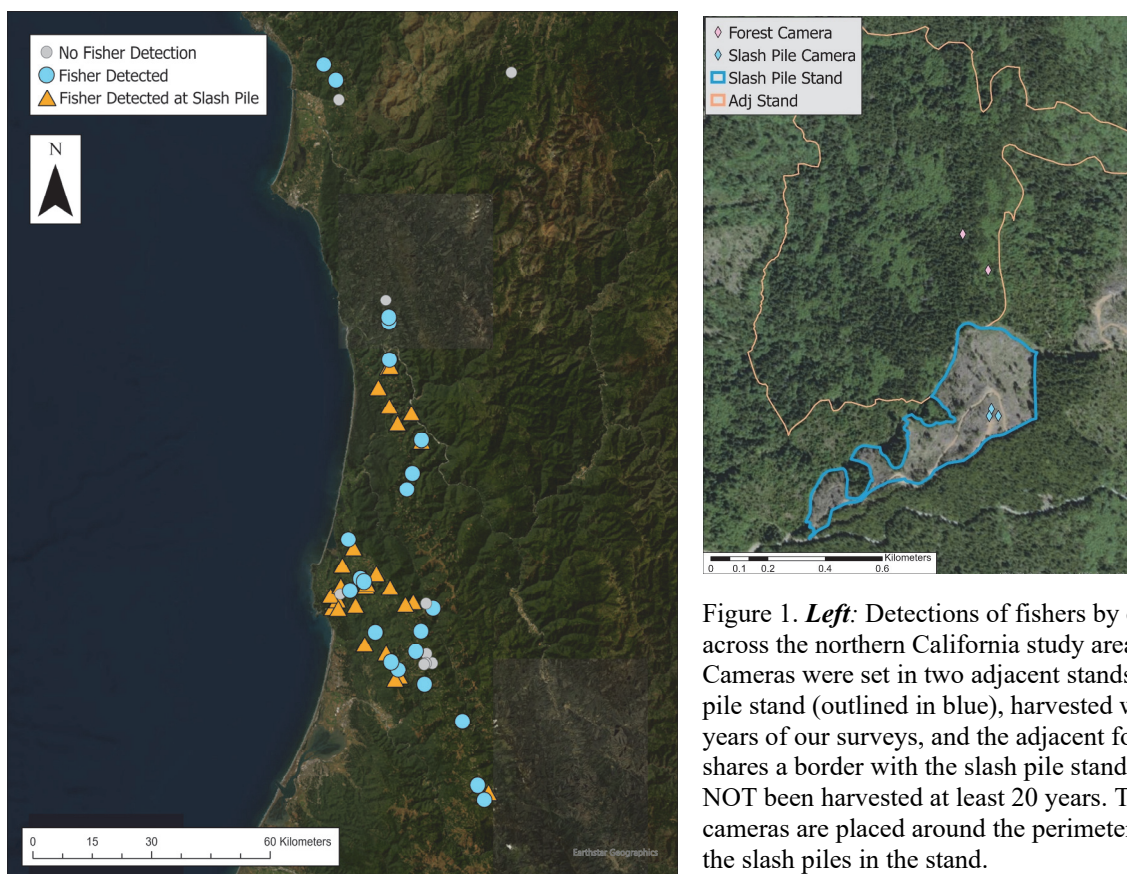 No Fisher Detection
Fisher Detected
Fisher Detected at Slash Pile
N
0 15 30 60 Kilometers
Earthstar Geographics
Forest Camera
Slash Pile Camera
Slash Pile Stand
Adj Stand
Kilometers
0 0.1 0.2 0.4 0.6
Figure 1. Left: Detections of fishers by
across the northern California study area
Cameras were set in two adjacent stands
pile stand (outlined in blue), harvested
years of our surveys, and the adjacent
shares a border with the slash pile stand
NOT been harvested at least 20 years.
cameras are placed around the perimeter
the slash piles in the stand.